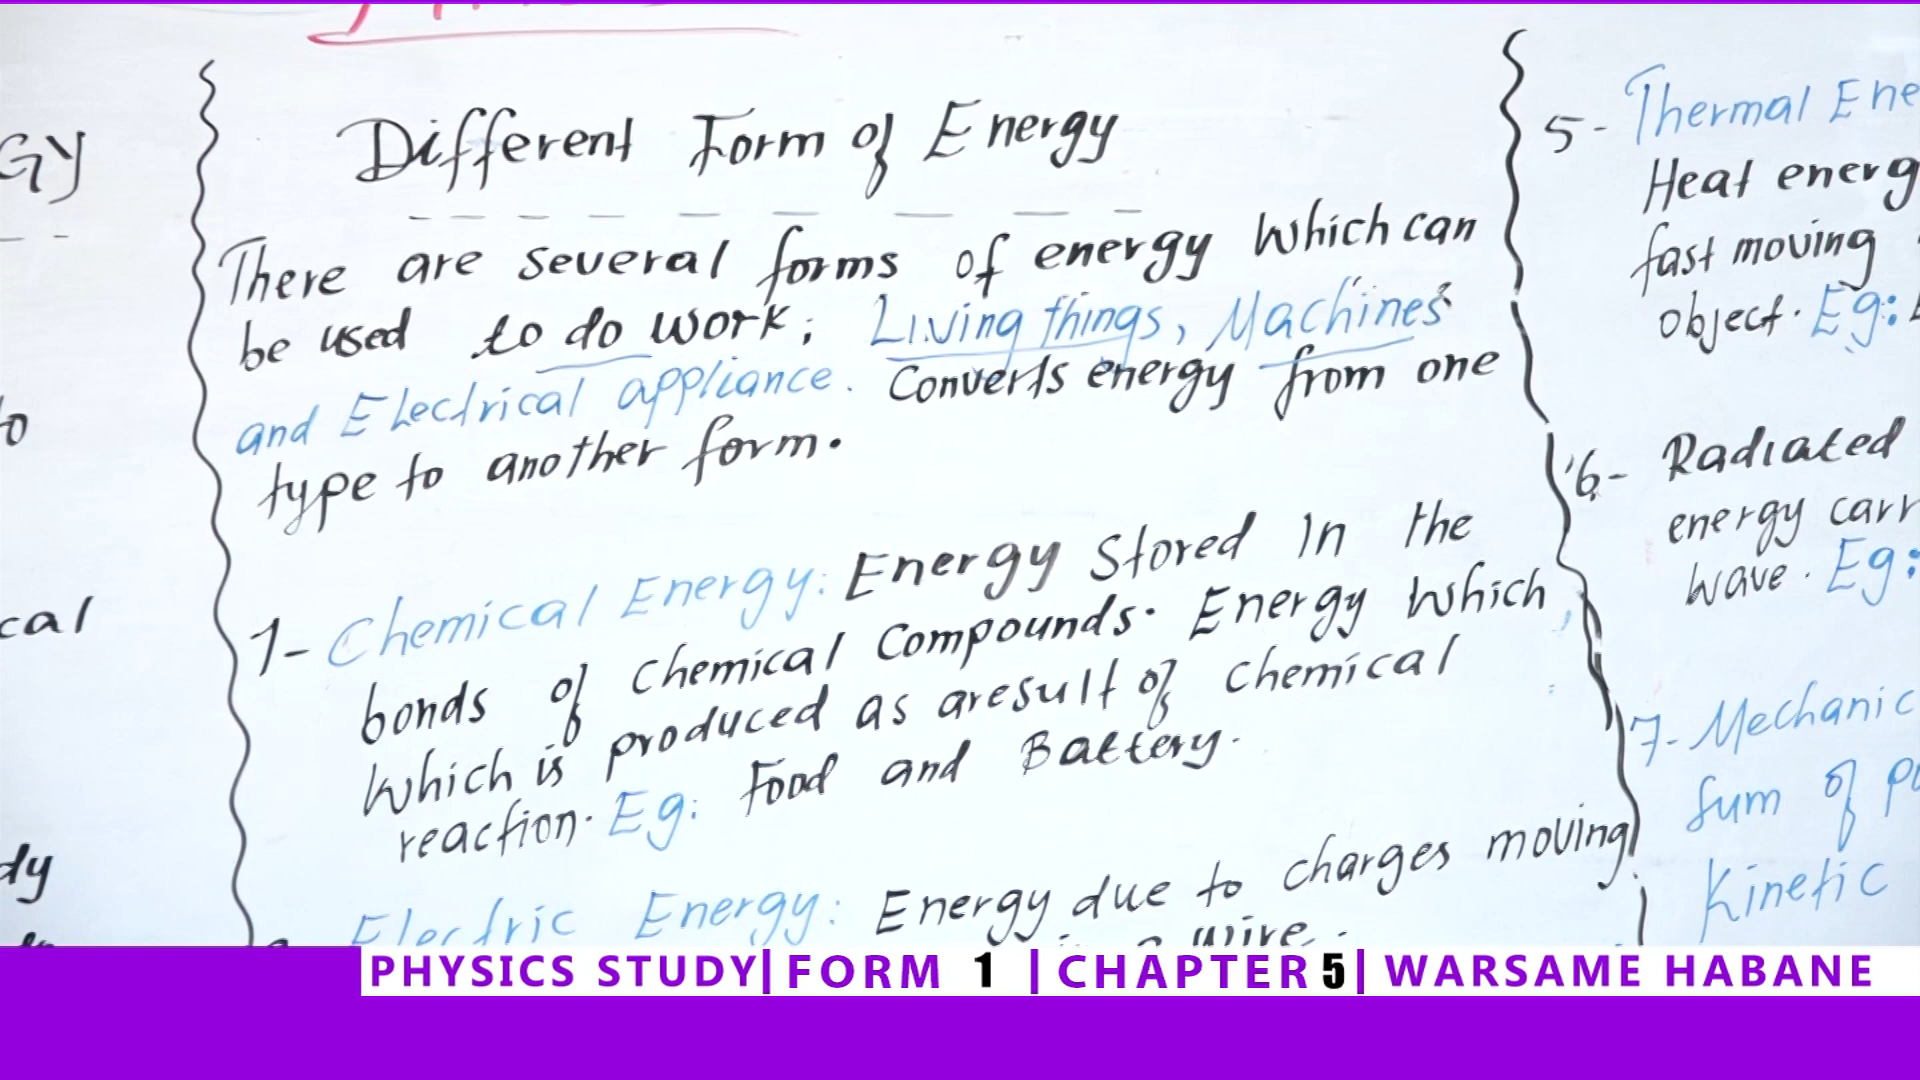 GY
to
cal
dy
Different Form of Energy
There are several forms of energy which can
be used to do work; Living things, Machines
and Electrical appliance. Converts energy from one
type to another form.
1- Chemical Energy: Energy Stored In the
bonds of chemical Compounds. Energy which
which is produced as aresult of chemical
reaction. Eg: Food and Battery.
Electric Energy: Energy due to charges moving
in a wire.
5- Thermal Ene
Heat energ
fast moving
object. Eg:
6- Radiated
energy carr
wave. Eg:
7- Mechanic
sum of po
Kinetic
PHYSICS STUDY| FORM 1 | CHAPTER 5 | WARSAME HABANE